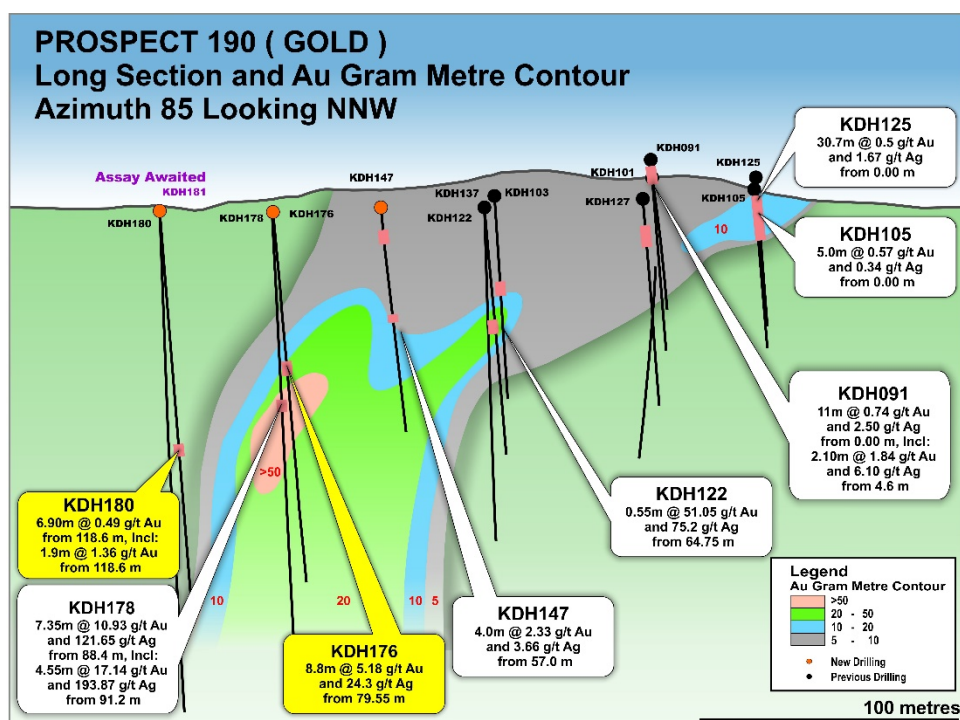 PROSPECT 190 ( GOLD )
Long Section and Au Gram Metre Contour
Azimuth 85 Looking NNW
Assay Awaited
KDH181
KDH180
KDH178
KDH176
KDH147
KDH137
KDH103
KDH122
KDH091
KDH101
KDH127
KDH125
KDH105
KDH125
30.7m @ 0.5 g/t Au
and 1.67 g/t Ag
from 0.00 m
KDH105
5.0m @ 0.57 g/t Au
and 0.34 g/t Ag
from 0.00 m
10
KDH091
11m @ 0.74 g/t Au
and 2.50 g/t Ag
from 0.00 m, Incl:
2.10m @ 1.84 g/t Au
and 6.10 g/t Ag
from 4.6 m
>50
KDH180
6.90m @ 0.49 g/t Au
from 118.6 m, Incl:
1.9m @ 1.36 g/t Au
from 118.6 m
KDH122
0.55m @ 51.05 g/t Au
and 75.2 g/t Ag
from 64.75 m
10
20
10
5
KDH178
7.35m @ 10.93 g/t Au
and 121.65 g/t Ag
from 88.4 m, Incl:
4.55m @ 17.14 g/t Au
and 193.87 g/t Ag
from 91.2 m
KDH176
8.8m @ 5.18 g/t Au
and 24.3 g/t Ag
from 79.55 m
KDH147
4.0m @ 2.33 g/t Au
and 3.66 g/t Ag
from 57.0 m
Legend
Au Gram Metre Contour
>50
20 - 50
10 - 20
5 - 10
New Drilling
Previous Drilling
100 metres